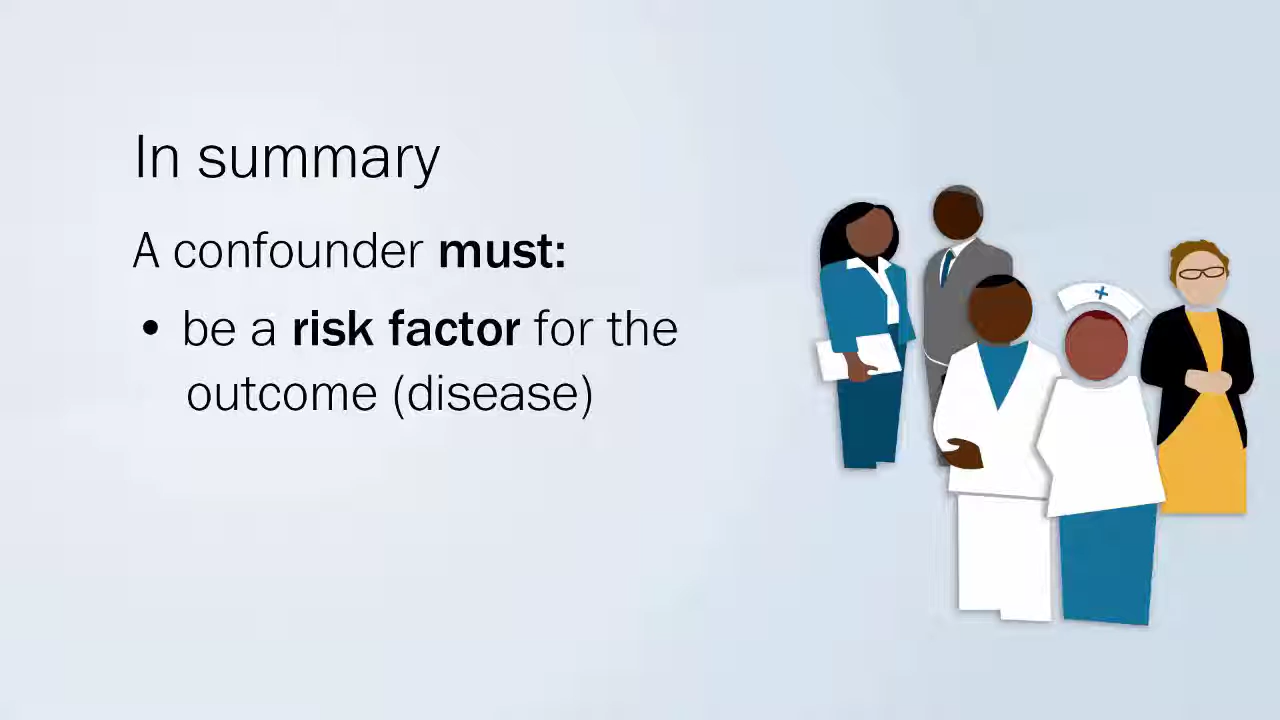 In summary
A confounder must:
• be a risk factor for the
outcome (disease)